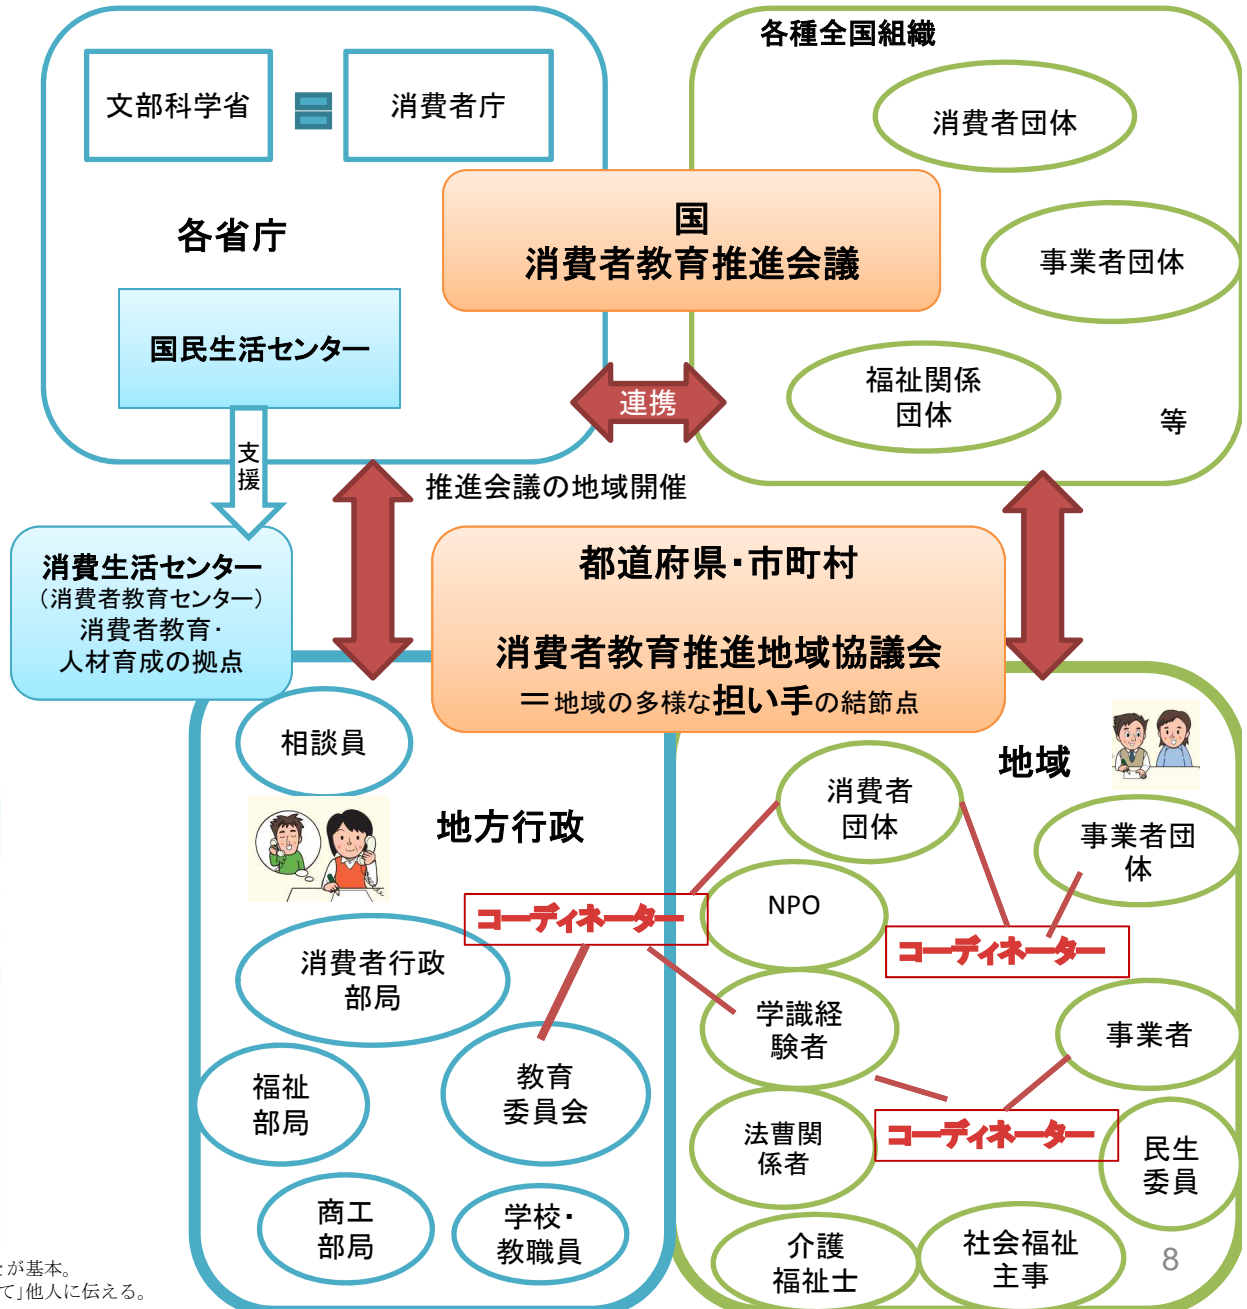 文部科学省
消費者庁
各省庁
国民生活センター
支
援
各種全国組織
消費者団体
事業者団体
福祉関係
団体
等
国
消費者教育推進会議
連携
推進会議の地域開催
消費生活センター
（消費者教育センター）
消費者教育・
人材育成の拠点
都道府県・市町村
消費者教育推進地域協議会
＝地域の多様な担い手の結節点
相談員
地方行政
コーディネーター
消費者行政
部局
福祉
部局
教育
委員会
商工
部局
学校・
教職員
地域
消費者
団体
事業者団
体
NPO
コーディネーター
学識経
験者
事業者
コーディネーター
法曹関
係者
民生
委員
介護
福祉士
社会福祉
主事
8
が基本。
て」他人に伝える。